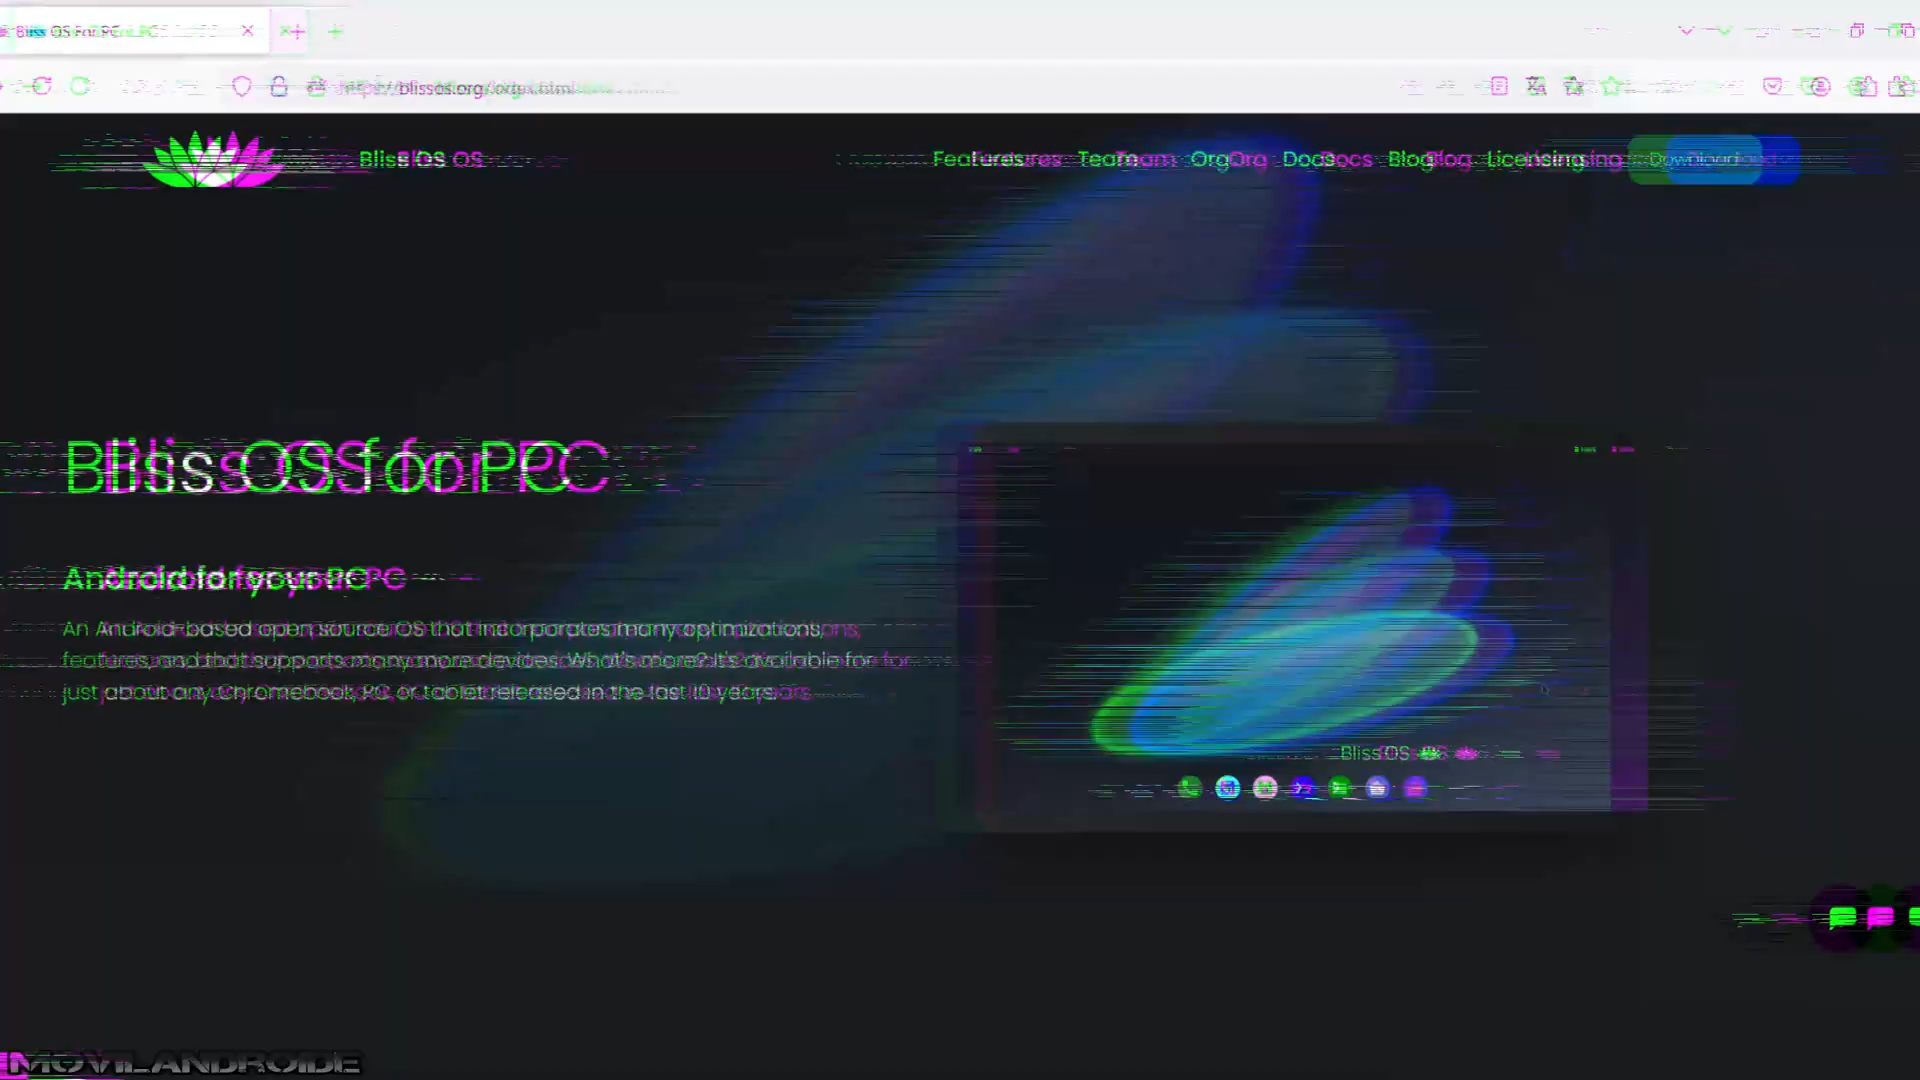 Bliss OS For PC
https://blissos.org/index.html
Bliss OS
Features Team Org Docs Blog Licensing Download
Bliss OS for PC
Android for your PC
An Android-based open source OS that incorporates many optimizations,
features, and that supports many more devices. What's more? It's available for
just about any Chromebook, PC or tablet released in the last 10 years.
Bliss OS
MOVILANDROIDE